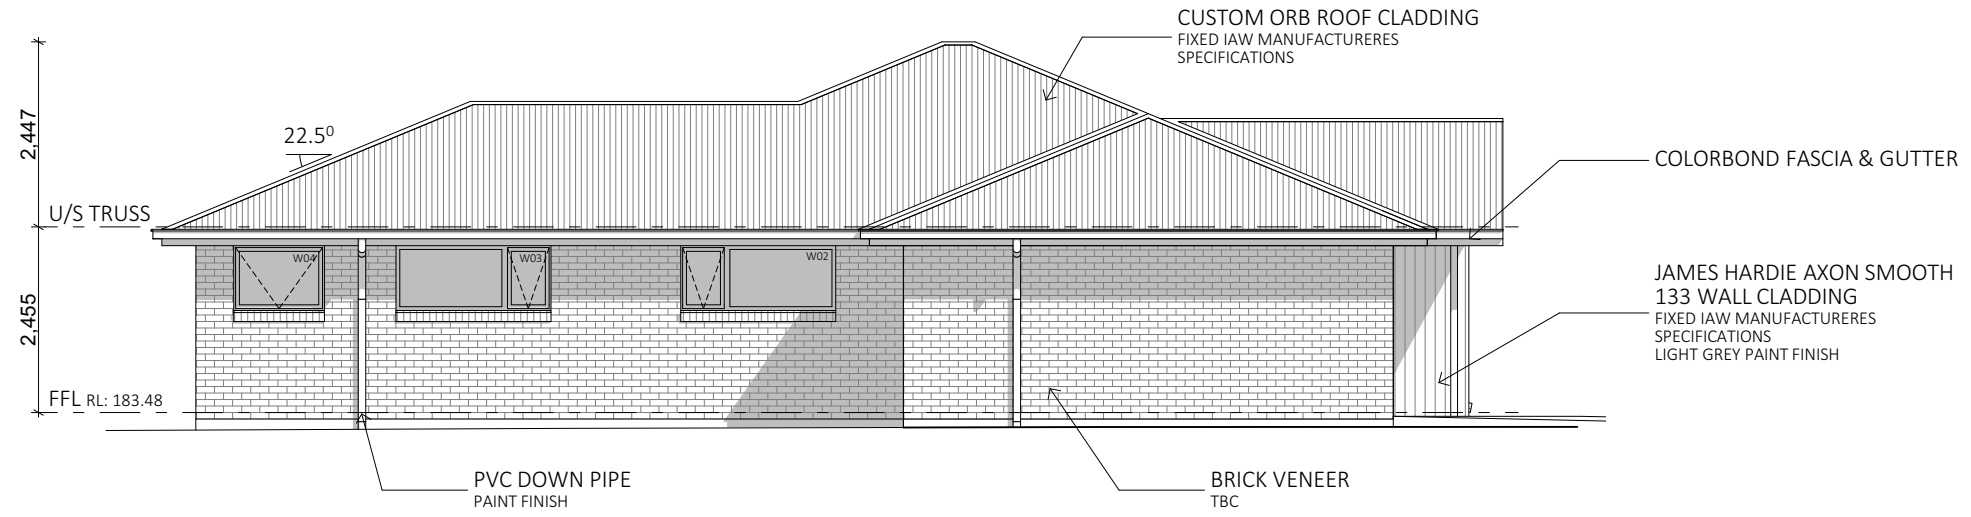 CUSTOM ORB ROOF CLADDING
FIXED IAW MANUFACTURERES
SPECIFICATIONS
2,447
22.5⁰
COLORBOND FASCIA & GUTTER
U/S TRUSS
W04
W03
W02
JAMES HARDIE AXON SMOOTH
133 WALL CLADDING
FIXED IAW MANUFACTURERES
SPECIFICATIONS
LIGHT GREY PAINT FINISH
2,455
FFL RL: 183.48
PVC DOWN PIPE
PAINT FINISH
BRICK VENEER
TBC